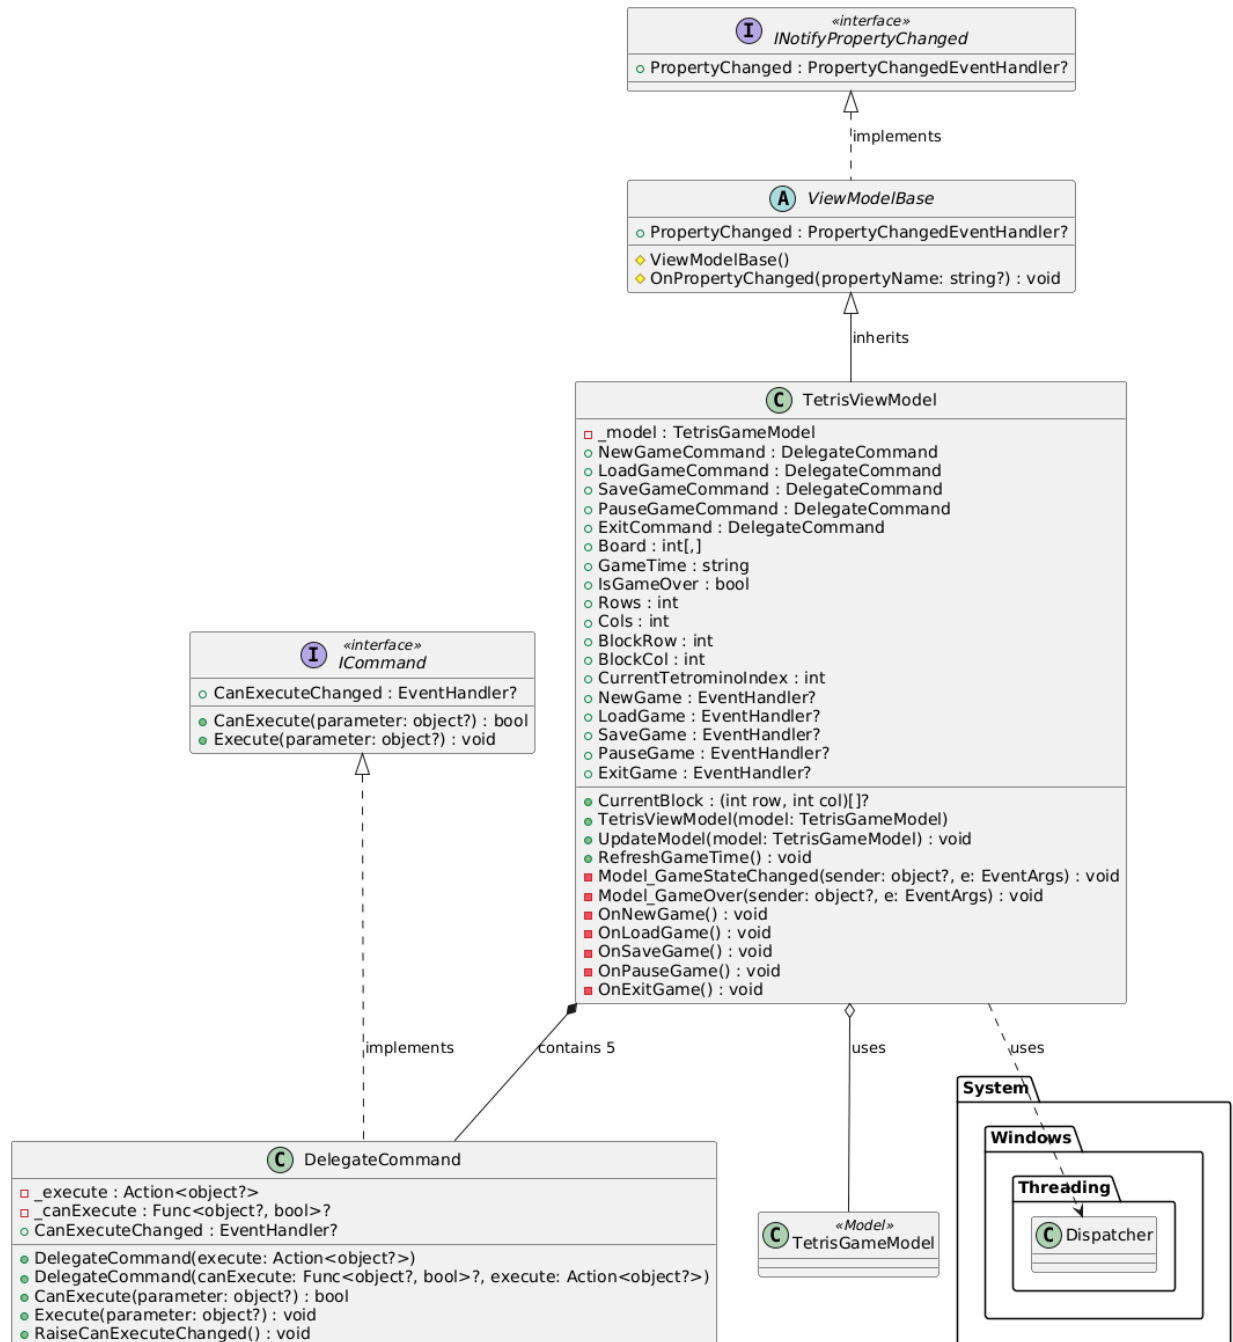 I
«interface»
INotifyPropertyChanged
PropertyChanged : PropertyChangedEventHandler?
implements
A
ViewModelBase
PropertyChanged : PropertyChangedEventHandler?
ViewModelBase()
OnPropertyChanged(propertyName: string?) : void
inherits
C
TetrisViewModel
_model : TetrisGameModel
NewGameCommand : DelegateCommand
LoadGameCommand : DelegateCommand
SaveGameCommand : DelegateCommand
PauseGameCommand : DelegateCommand
ExitCommand : DelegateCommand
Board : int[,]
GameTime : string
IsGameOver : bool
Rows : int
Cols : int
BlockRow : int
BlockCol : int
CurrentTetrominoIndex : int
NewGame : EventHandler?
LoadGame : EventHandler?
SaveGame : EventHandler?
PauseGame : EventHandler?
ExitGame : EventHandler?
CurrentBlock : (int row, int col)[]?
TetrisViewModel(model: TetrisGameModel)
UpdateModel(model: TetrisGameModel) : void
RefreshGameTime() : void
Model_GameStateChanged(sender: object?, e: EventArgs) : void
Model_GameOver(sender: object?, e: EventArgs) : void
OnNewGame() : void
OnLoadGame() : void
OnSaveGame() : void
OnPauseGame() : void
OnExitGame() : void
I
«interface»
ICommand
CanExecuteChanged : EventHandler?
CanExecute(parameter: object?) : bool
Execute(parameter: object?) : void
implements
contains 5
uses
uses
C
DelegateCommand
_execute : Action<object?>
_canExecute : Func<object?, bool>?
CanExecuteChanged : EventHandler?
DelegateCommand(execute: Action<object?>)
DelegateCommand(canExecute: Func<object?, bool>?, execute: Action<object?>)
CanExecute(parameter: object?) : bool
Execute(parameter: object?) : void
RaiseCanExecuteChanged() : void
C
«Model»
TetrisGameModel
System
Windows
Threading
C
Dispatcher